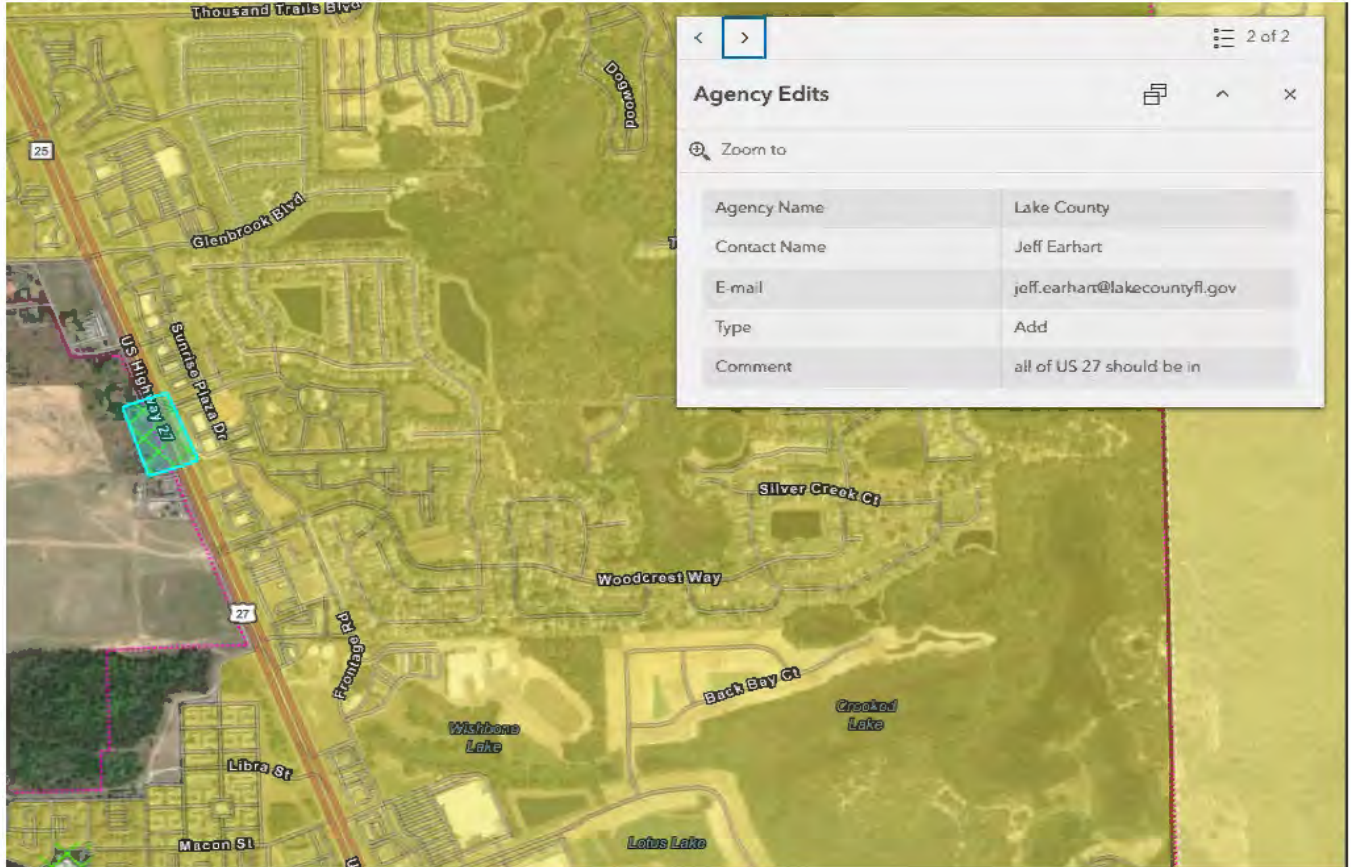 Thousand Trails Blvd
2 of 2
Agency Edits
Zoom to
Agency Name Lake County
Contact Name Jeff Earhart
E-mail jeff.earhart@lakecountyfl.gov
Type Add
Comment all of US 27 should be in
Dogwood
25
Glenbrook Blvd
T
US Highway 27
Sunrise Plaza Dr
Silver Creek Ct
Woodcrest Way
27
Frontage Rd
Back Bay Ct
Crooked
Lake
Wishbone
Lake
Libra St
Macon St
Lotus Lake
U